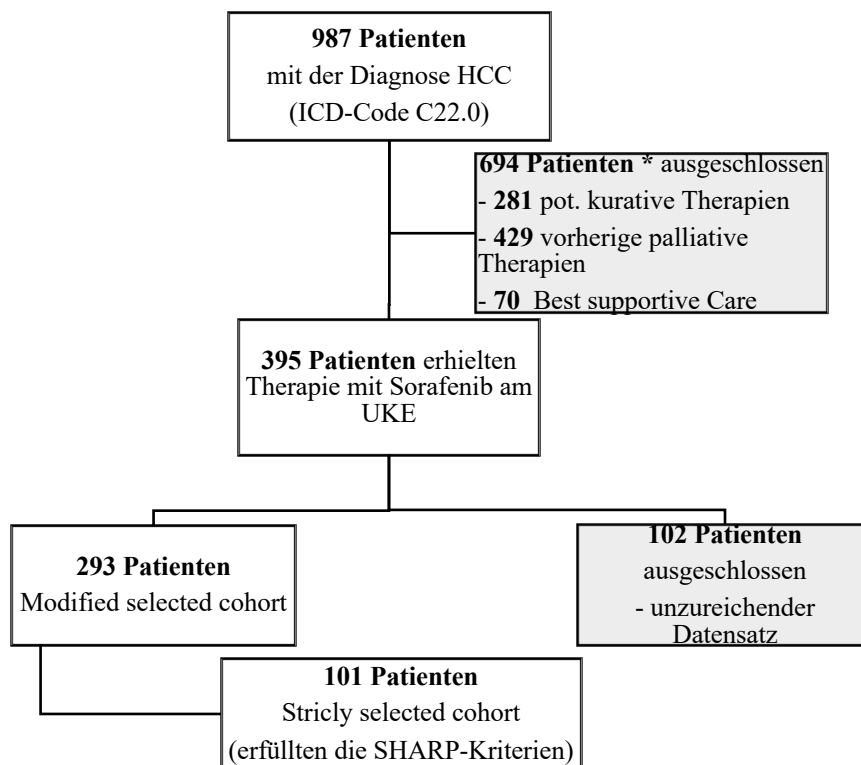 987 Patienten
mit der Diagnose HCC
(ICD-Code C22.0)
694 Patienten * ausgeschlossen
- 281 pot. kurative Therapien
- 429 vorherige palliative
Therapien
- 70 Best supportive Care
395 Patienten erhielten
Therapie mit Sorafenib am
UKE
293 Patienten
Modified selected cohort
102 Patienten
ausgeschlossen
- unzureichender
Datensatz
101 Patienten
Stricly selected cohort
(erfüllten die SHARP-Kriterien)